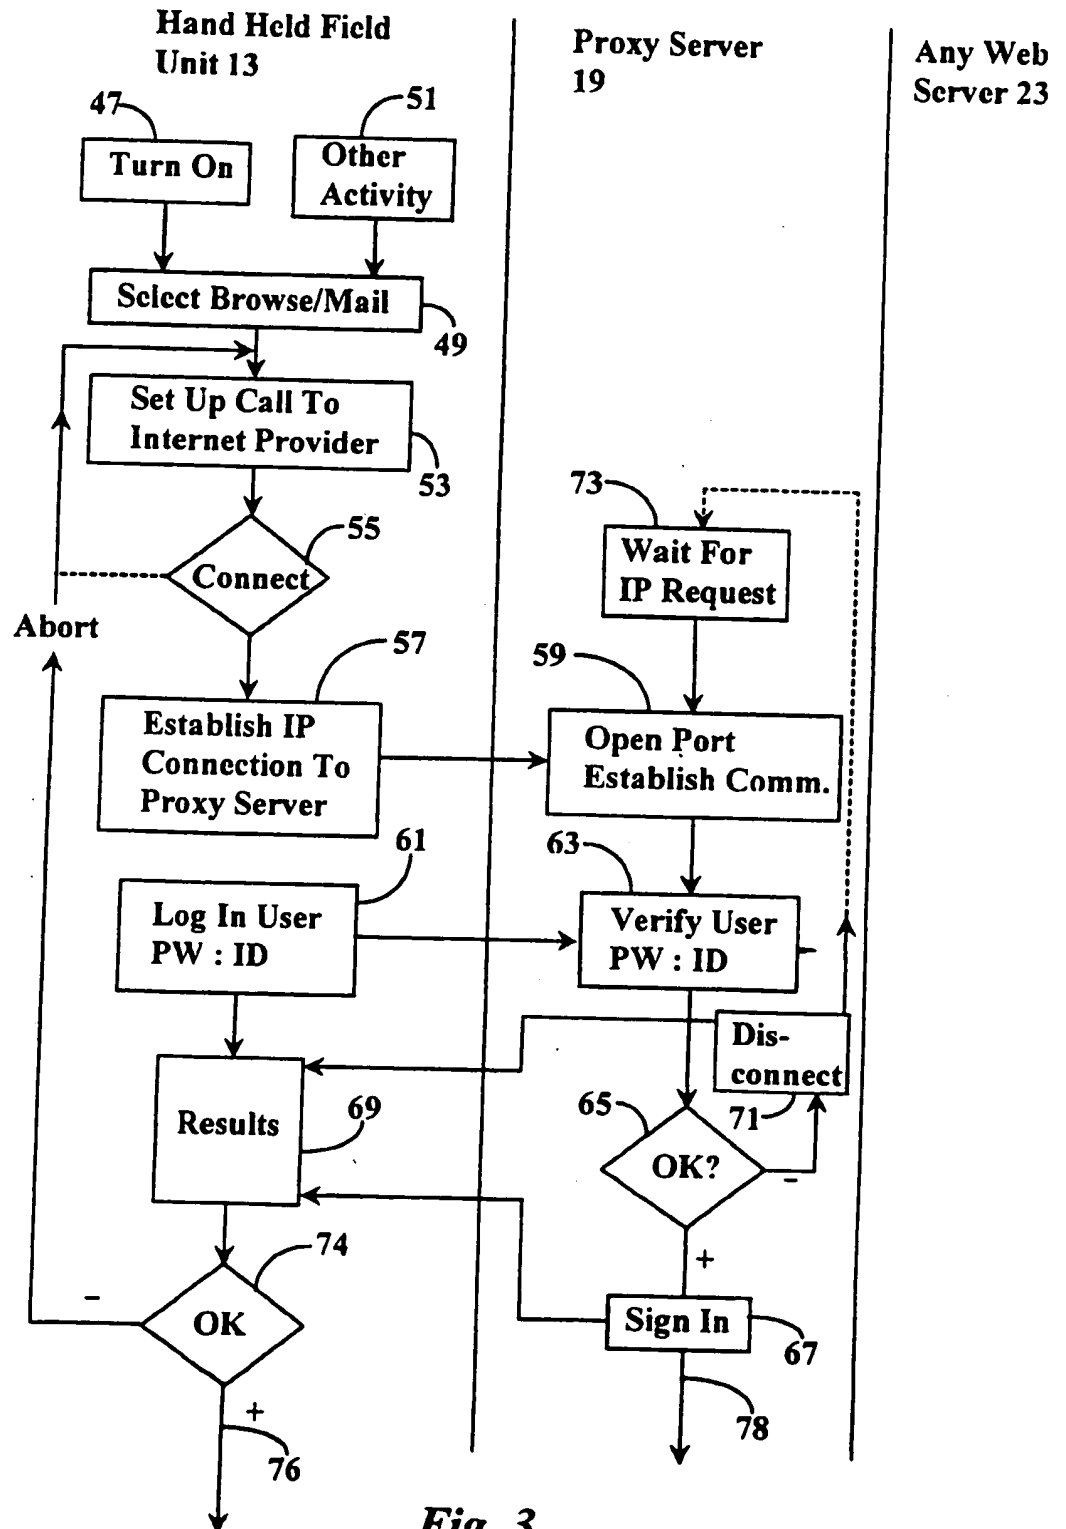 Hand Held Field
Unit 13
Proxy Server
19
Any Web
Server 23
47
51
Turn On
Other
Activity
Select Browse/Mail
49
Set Up Call To
Internet Provider
53
55
Connect
Abort
73
Wait For
IP Request
57
Establish IP
Connection To
Proxy Server
59
Open Port
Establish Comm.
61
Log In User
PW : ID
63
Verify User
PW : ID
-
Dis-
connect
71
Results
69
65
OK?
-
+
74
OK
-
+
76
Sign In
67
78
Fig. 3